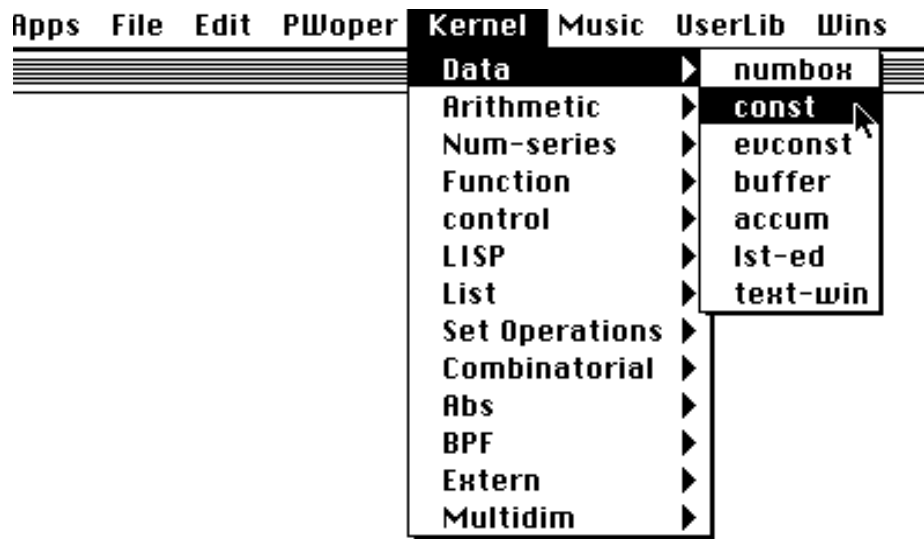 Apps File Edit PWoper Kernel Music UserLib Wins
Data numbox
Arithmetic const
Num-series evconst
Function buffer
control accum
LISP lst-ed
List text-win
Set Operations
Combinatorial
Abs
BPF
Extern
Multidim